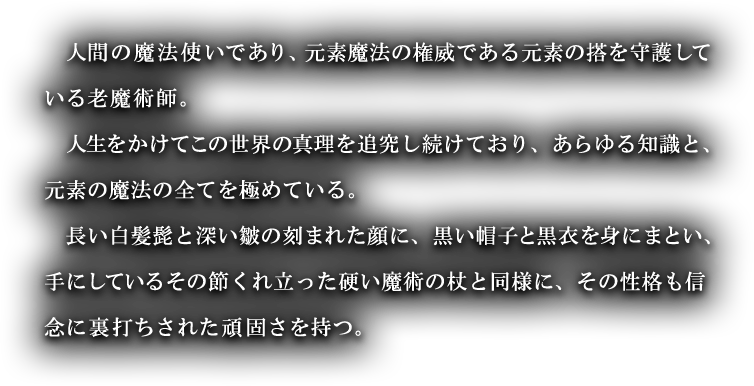 人間の魔法使いであり、元素魔法の権威である元素の搭を守護して
いる老魔術師。
人生をかけてこの世界の真理を追究し続けており、あらゆる知識と、
元素の魔法の全てを極めている。
長い白髪髭と深い皺の刻まれた顔に、黒い帽子と黒衣を身にまとい、
手にしているその節くれ立った硬い魔術の杖と同様に、その性格も信
念に裏打ちされた頑固さを持つ。